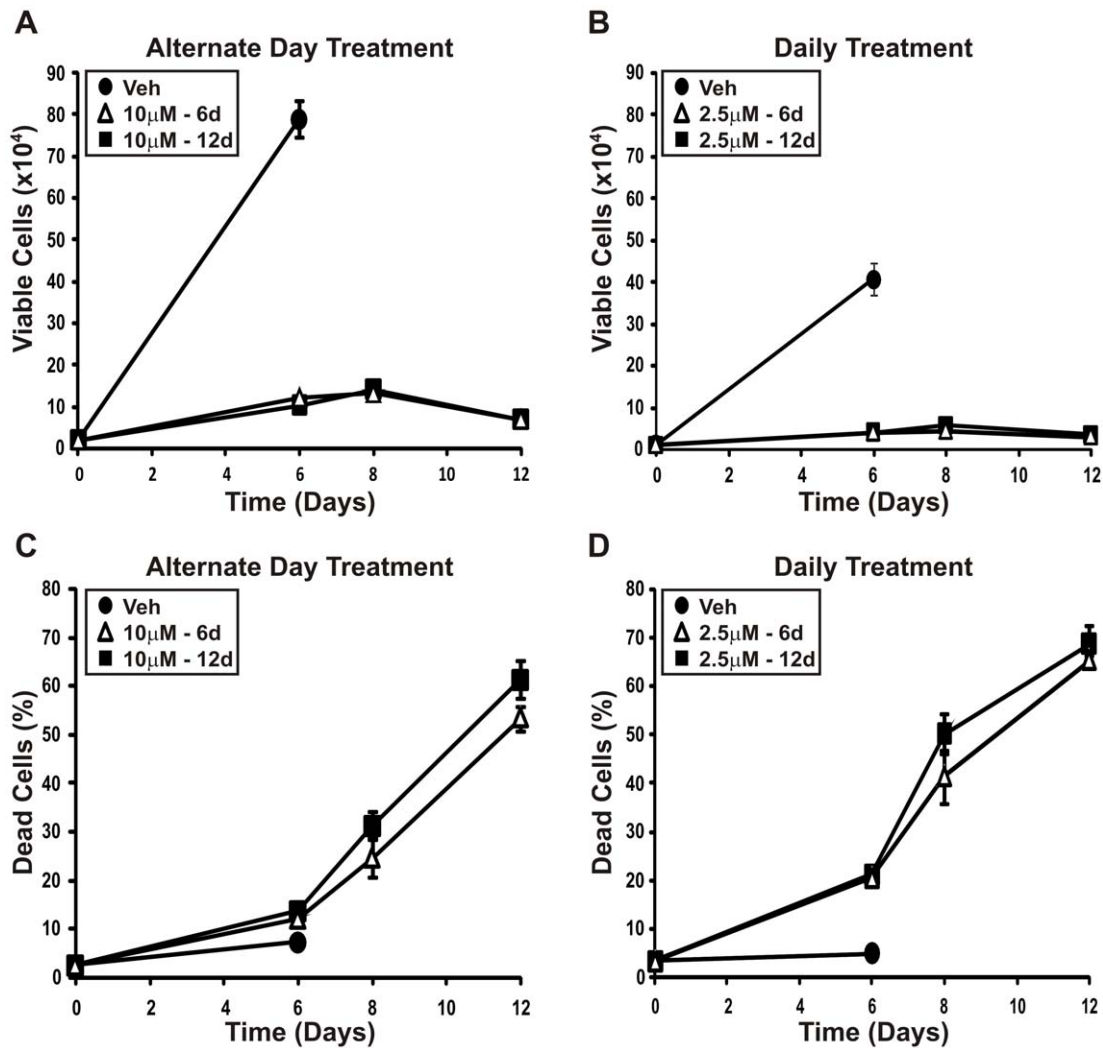 A
Alternate Day Treatment
Veh
10μM - 6d
10μM - 12d
Viable Cells (x10⁴)
90
80
70
60
50
40
30
20
10
0
0 2 4 6 8 10 12
Time (Days)
B
Daily Treatment
Veh
2.5μM - 6d
2.5μM - 12d
Viable Cells (x10⁴)
90
80
70
60
50
40
30
20
10
0
0 2 4 6 8 10 12
Time (Days)
C
Alternate Day Treatment
Veh
10μM - 6d
10μM - 12d
Dead Cells (%)
80
70
60
50
40
30
20
10
0
0 2 4 6 8 10 12
Time (Days)
D
Daily Treatment
Veh
2.5μM - 6d
2.5μM - 12d
Dead Cells (%)
80
70
60
50
40
30
20
10
0
0 2 4 6 8 10 12
Time (Days)